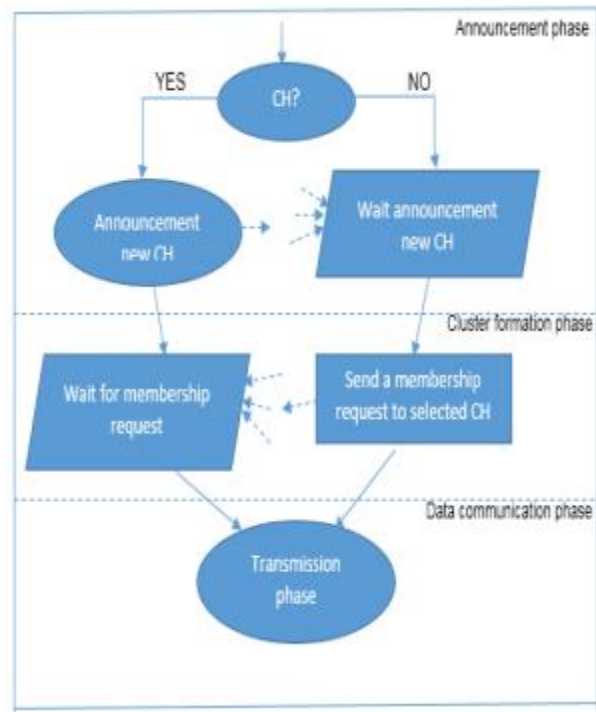 Announcement phase
YES
CH?
NO
Announcement
new CH
Wait announcement
new CH
Cluster formation phase
Wait for membership
request
Send a membership
request to selected CH
Data communication phase
Transmission
phase